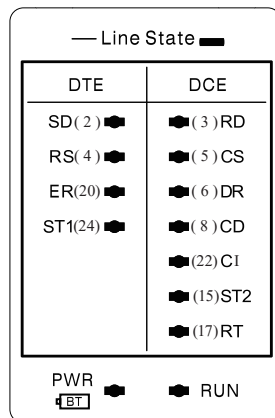 Line State
DTE DCE
SD( 2 ) ( 3 ) RD
RS( 4 ) ( 5 ) CS
ER(20) ( 6 ) DR
ST1(24) ( 8 ) CD
(22) CI
(15) ST2
(17) RT
PWR RUN
BT